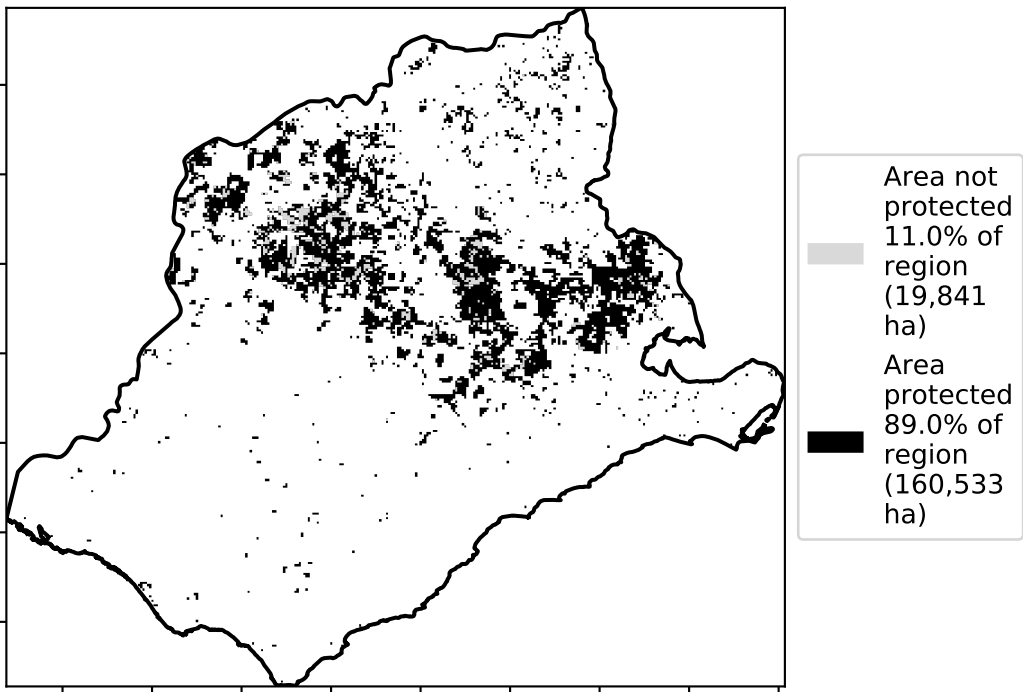 Area not
protected
11.0% of
region
(19,841
ha)
Area
protected
89.0% of
region
(160,533
ha)